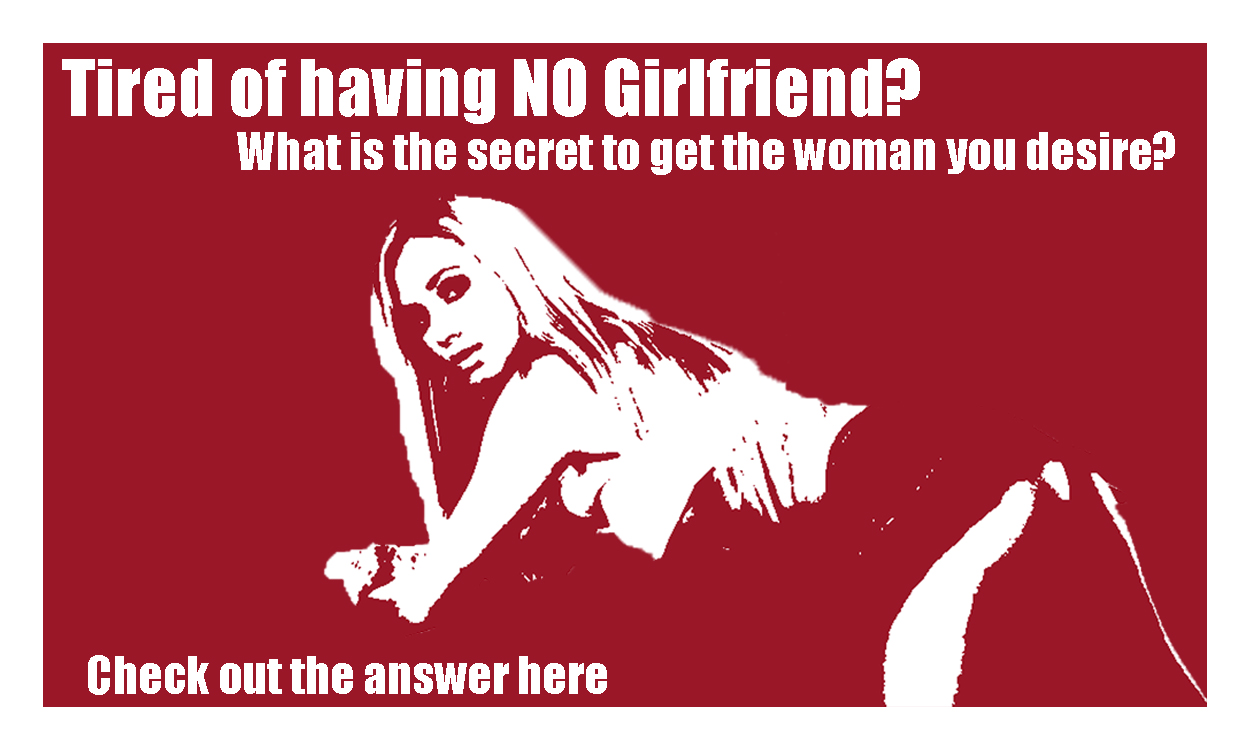 Tired of having NO Girlfriend?
What is the secret to get the woman you desire?
Check out the answer here